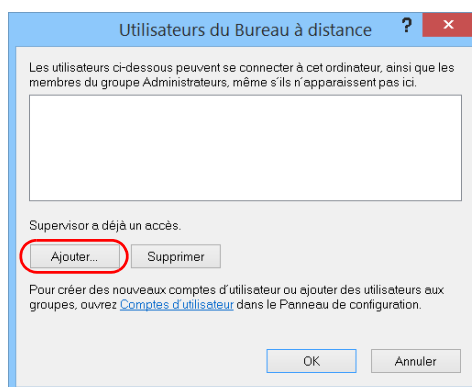 Utilisateurs du Bureau à distance
Les utilisateurs ci-dessous peuvent se connecter à cet ordinateur, ainsi que les
membres du groupe Administrateurs, même s'ils n'apparaissent pas ici.
Supervisor a déjà un accès.
Ajouter... Supprimer
Pour créer des nouveaux comptes d'utilisateur ou ajouter des utilisateurs aux
groupes, ouvrez Comptes d'utilisateur dans le Panneau de configuration.
OK Annuler